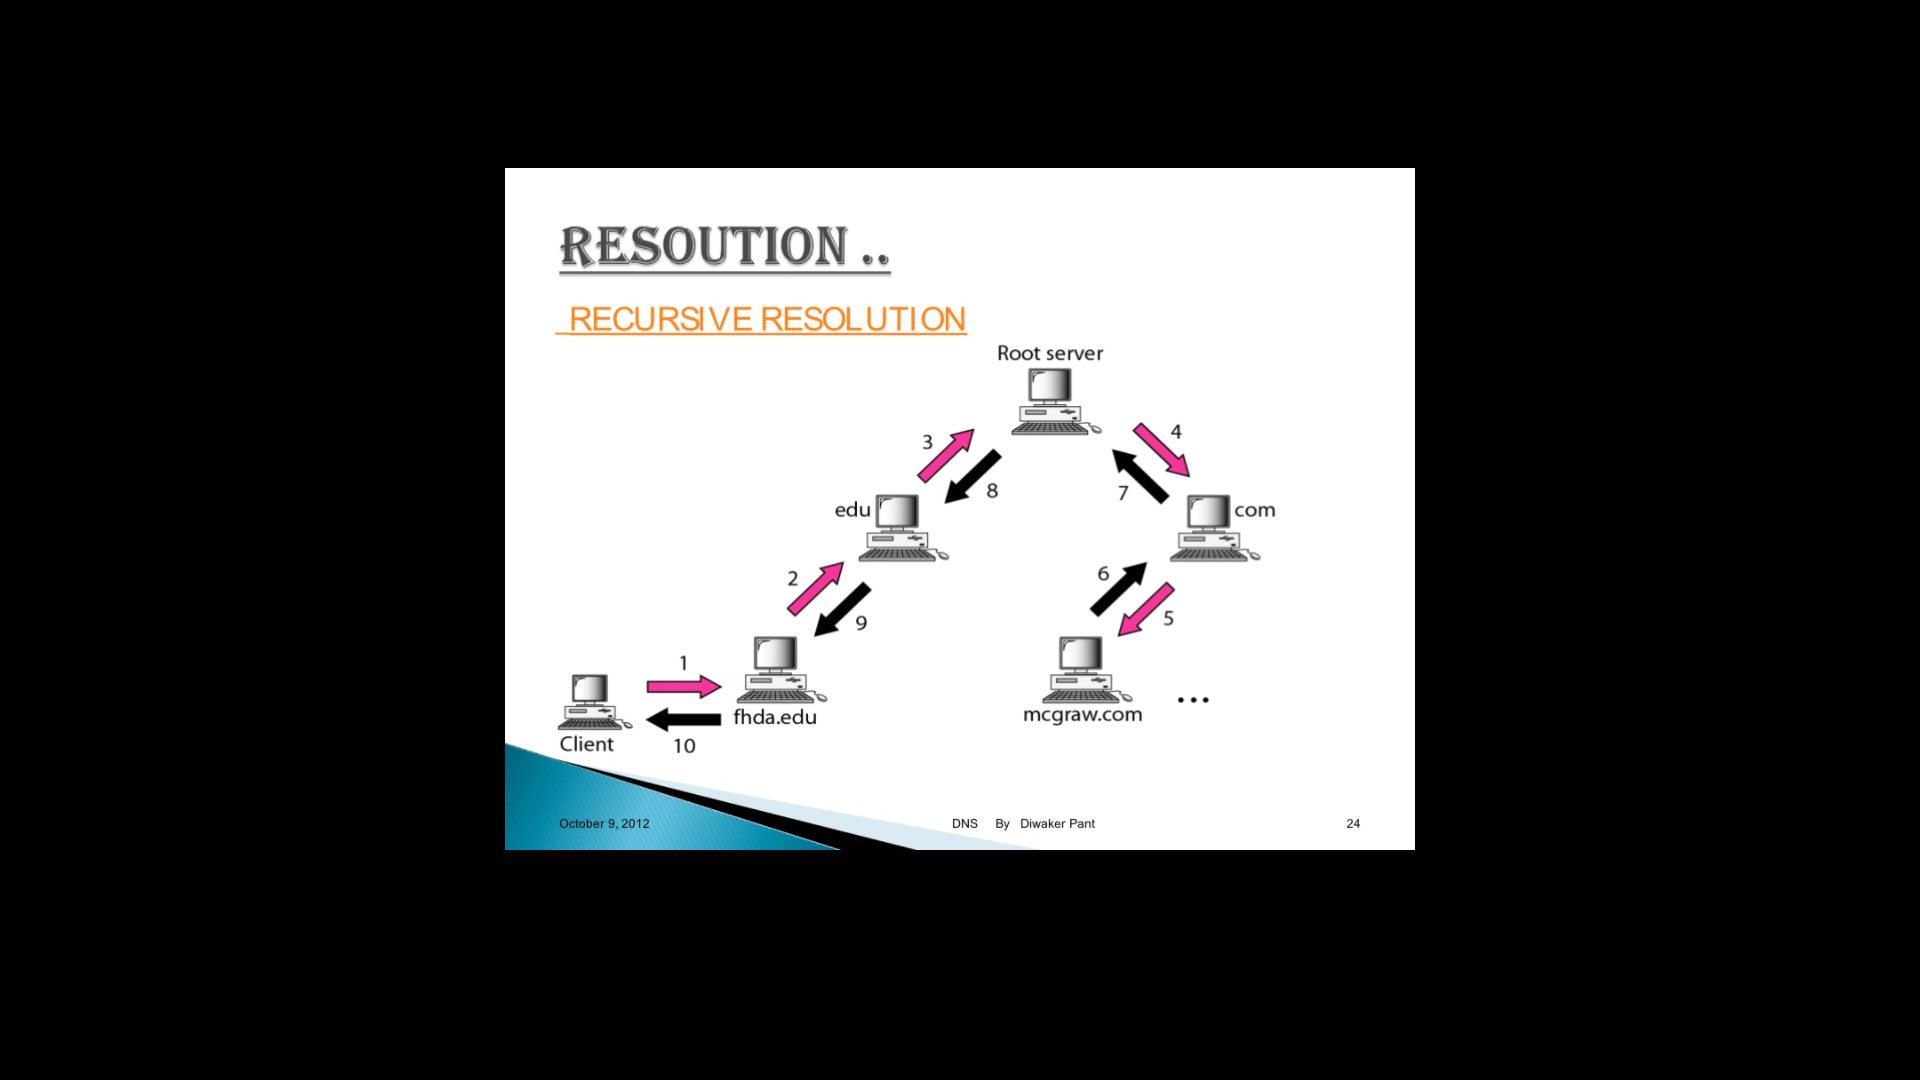 RESOUTION ..
RECURSIVE RESOLUTION
Root server
3
4
8
7
edu
com
2
6
9
5
1
fhda.edu
mcgraw.com
...
Client
10
October 9, 2012
DNS By Diwaker Pant
24